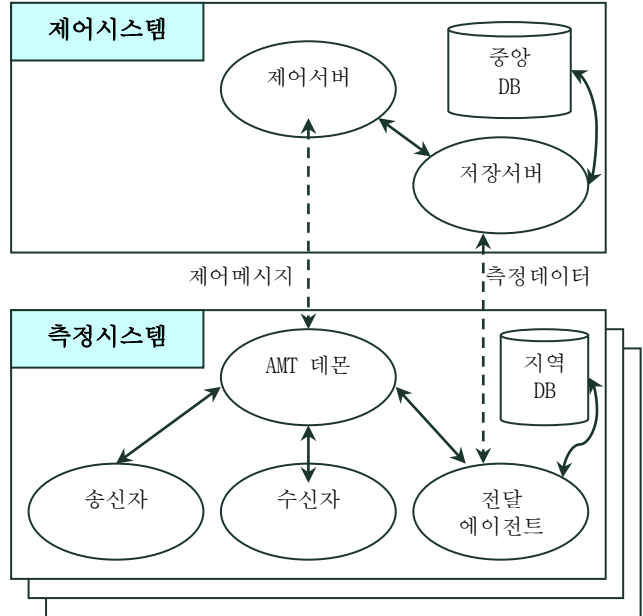 제어시스템
제어서버
중앙
DB
저장서버
제어메시지
측정데이터
측정시스템
AMT 데몬
지역
DB
송신자
수신자
전달
에이전트